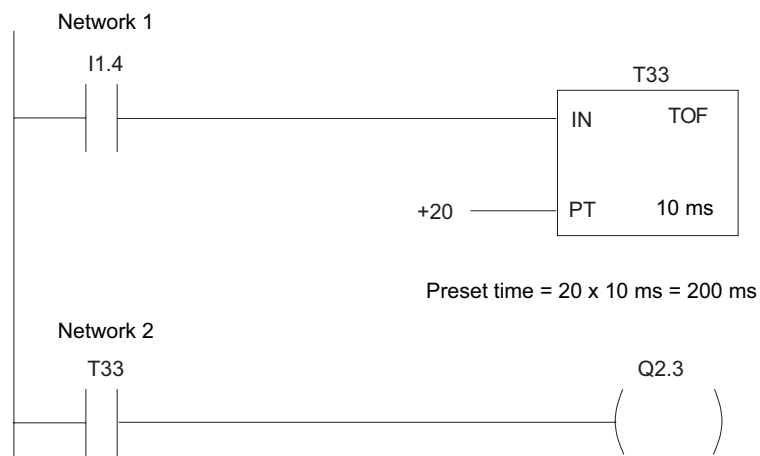 Network 1
I1.4
T33
IN TOF
+20 PT 10 ms
Preset time = 20 x 10 ms = 200 ms
Network 2
T33 Q2.3